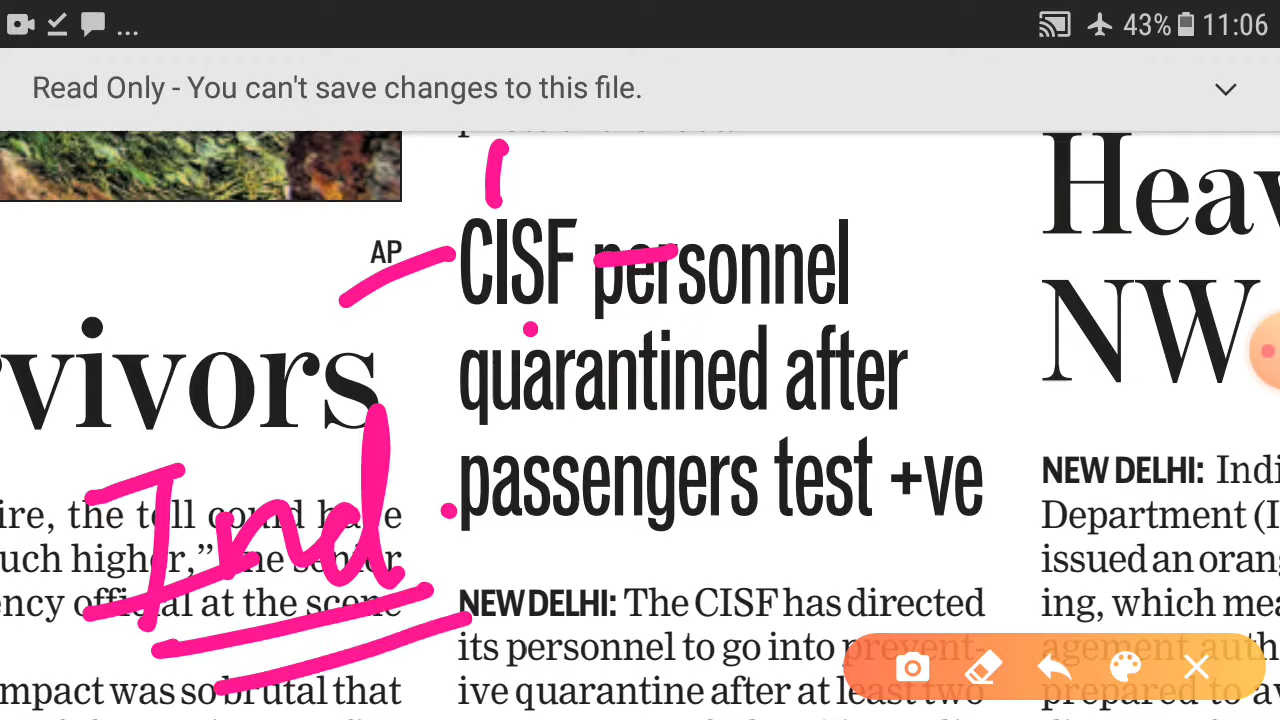 ... 43% 11:06
Read Only - You can't save changes to this file.
AP
vivors
ire, the toll could have
uch higher," one senior
ency official at the scene
mpact was so brutal that
Ind
CISF personnel
quarantined after
passengers test +ve
NEW DELHI: The CISF has directed
its personnel to go into prevent-
ive quarantine after at least two
Heav
NW
NEW DELHI: Indi
Department (I
issued an orang
ing, which mea
agement auth
prepared to av